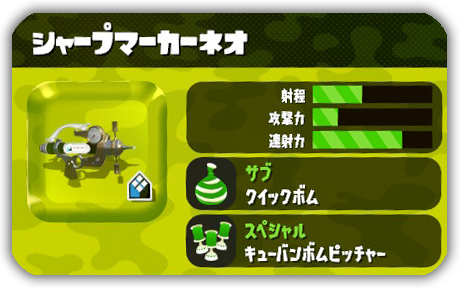 シャープマーカーネオ
射程
攻撃力
連射力
サブ
クイックボム
スペシャル
キューバンボムピッチャー